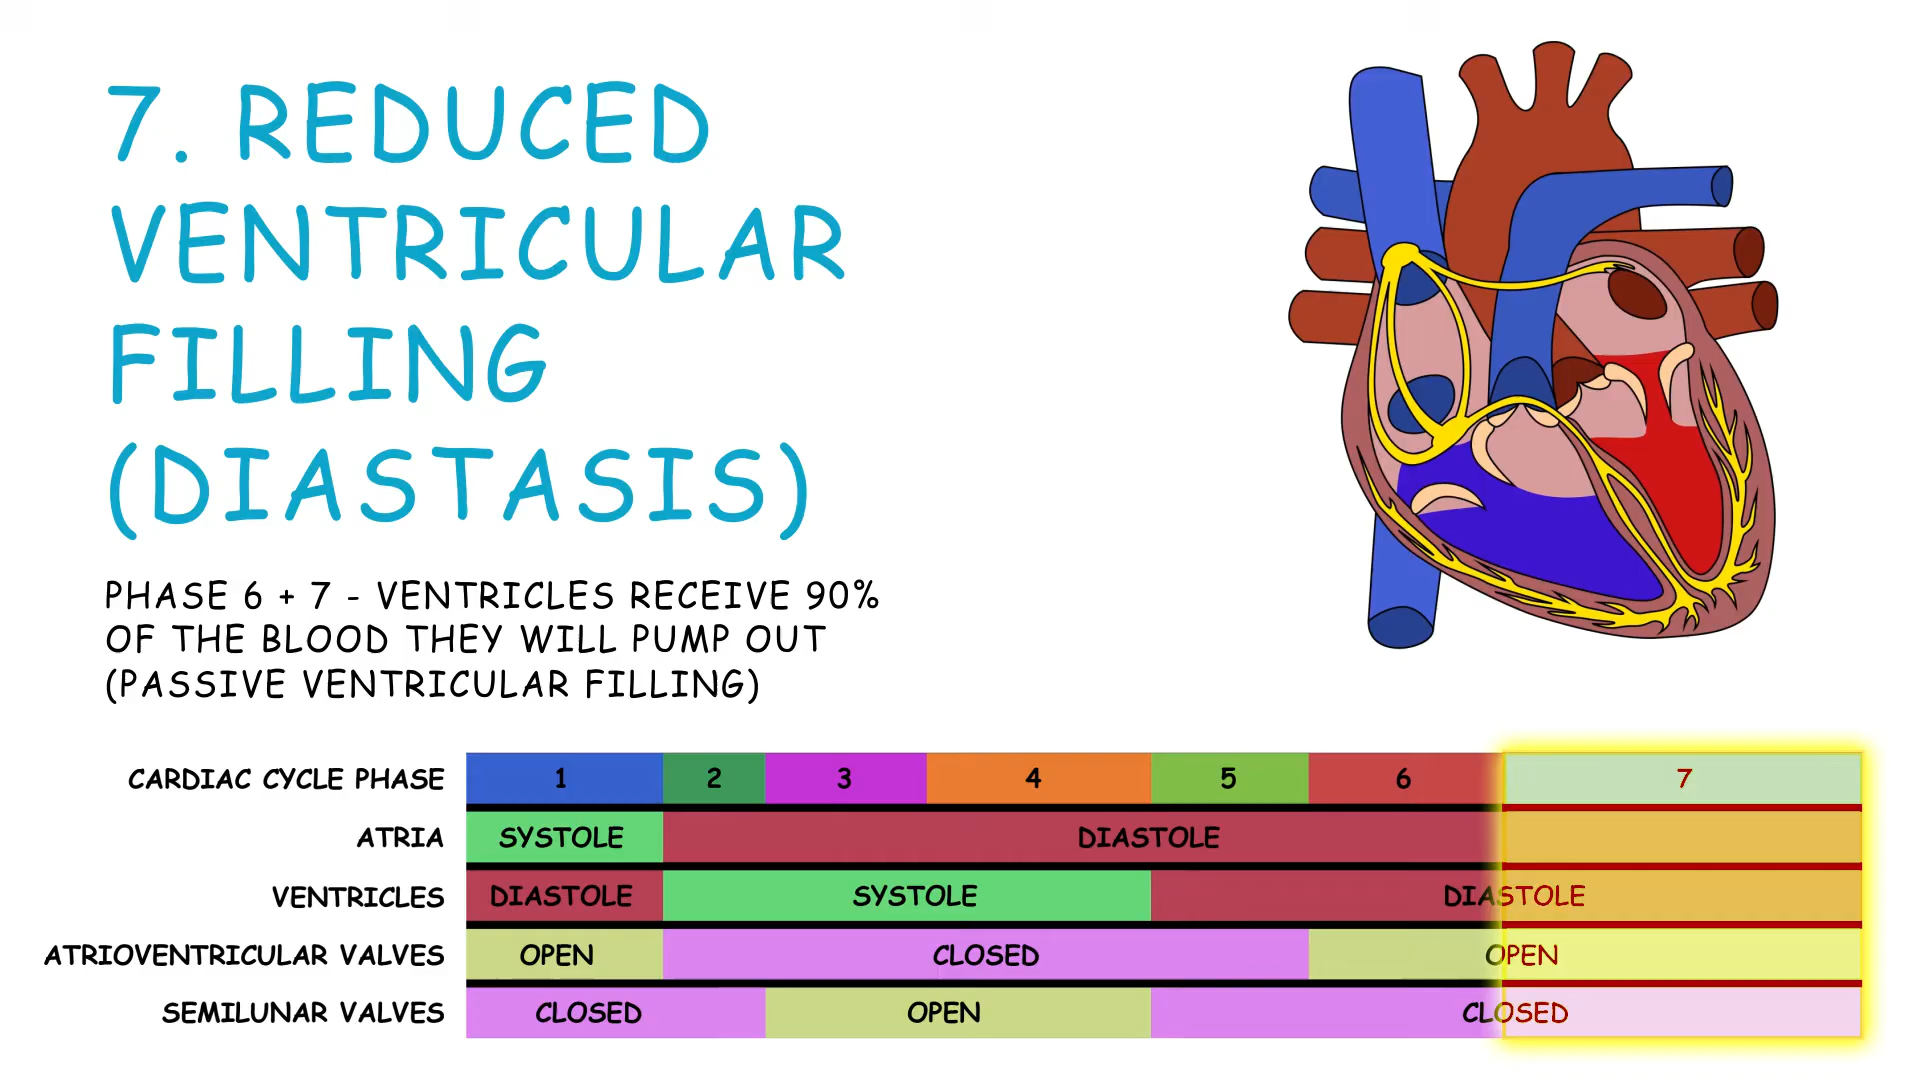 7. REDUCED
VENTRICULAR
FILLING
(DIASTASIS)
PHASE 6 + 7 - VENTRICLES RECEIVE 90%
OF THE BLOOD THEY WILL PUMP OUT
(PASSIVE VENTRICULAR FILLING)
CARDIAC CYCLE PHASE 1 2 3 4 5 6 7
ATRIA SYSTOLE DIASTOLE
VENTRICLES DIASTOLE SYSTOLE DIASTOLE
ATRIOVENTRICULAR VALVES OPEN CLOSED OPEN
SEMILUNAR VALVES CLOSED OPEN CLOSED